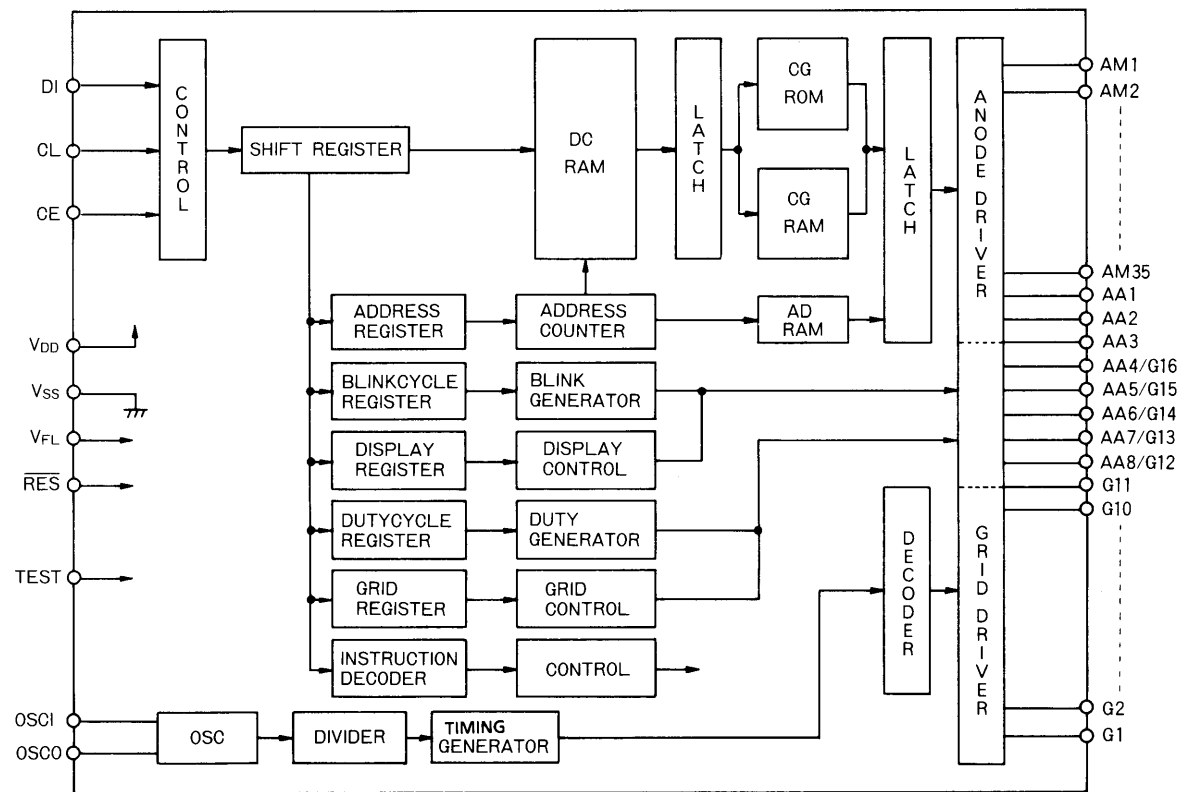 DI
CL
CE
VDD
VSS
VFL
RES
TEST
OSCI
OSCO
CONTROL
SHIFT REGISTER
DC
RAM
LATCH
CG
ROM
CG
RAM
LATCH
ANODE DRIVER
ADDRESS
REGISTER
ADDRESS
COUNTER
AD
RAM
BLINKCYCLE
REGISTER
BLINK
GENERATOR
DISPLAY
REGISTER
DISPLAY
CONTROL
DUTYCYCLE
REGISTER
DUTY
GENERATOR
GRID
REGISTER
GRID
CONTROL
INSTRUCTION
DECODER
CONTROL
OSC
DIVIDER
TIMING
GENERATOR
DECODER
GRID DRIVER
AM1
AM2
AM35
AA1
AA2
AA3
AA4/G16
AA5/G15
AA6/G14
AA7/G13
AA8/G12
G11
G10
G2
G1